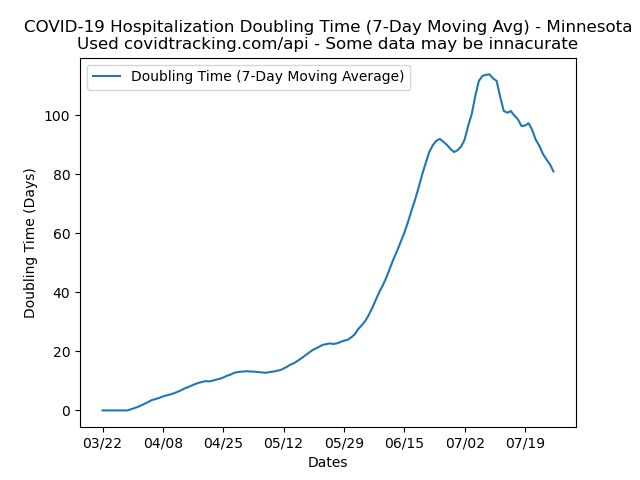 COVID-19 Hospitalization Doubling Time (7-Day Moving Avg) - Minnesota
Used covidtracking.com/api - Some data may be innacurate
Doubling Time (7-Day Moving Average)
Doubling Time (Days)
100
80
60
40
20
0
03/22 04/08 04/25 05/12 05/29 06/15 07/02 07/19
Dates